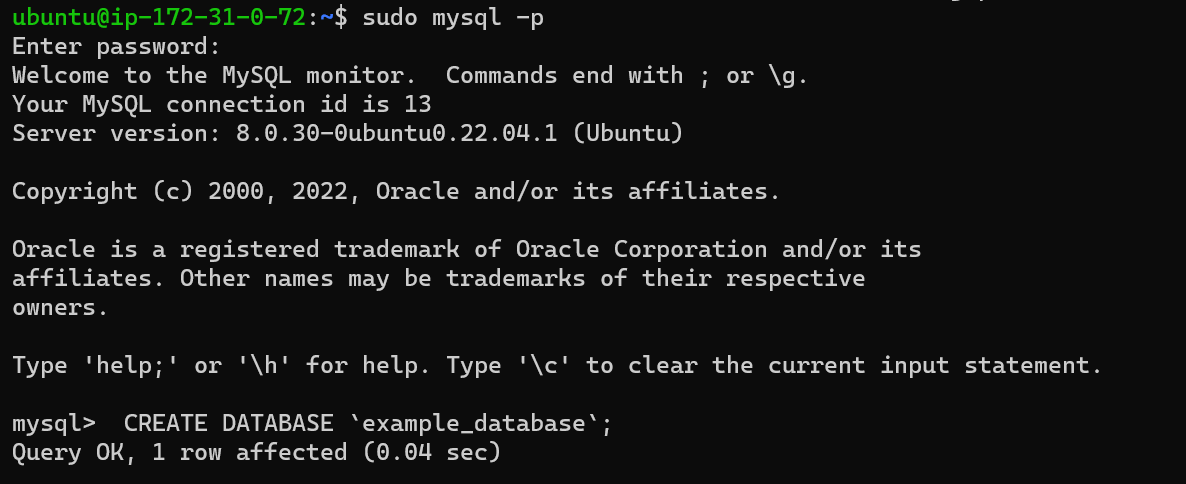 ubuntu@ip-172-31-0-72:~$ sudo mysql -p
Enter password:
Welcome to the MySQL monitor.  Commands end with ; or \g.
Your MySQL connection id is 13
Server version: 8.0.30-0ubuntu0.22.04.1 (Ubuntu)

Copyright (c) 2000, 2022, Oracle and/or its affiliates.

Oracle is a registered trademark of Oracle Corporation and/or its
affiliates. Other names may be trademarks of their respective
owners.

Type 'help;' or '\h' for help. Type '\c' to clear the current input statement.

mysql>  CREATE DATABASE `example_database`;
Query OK, 1 row affected (0.04 sec)